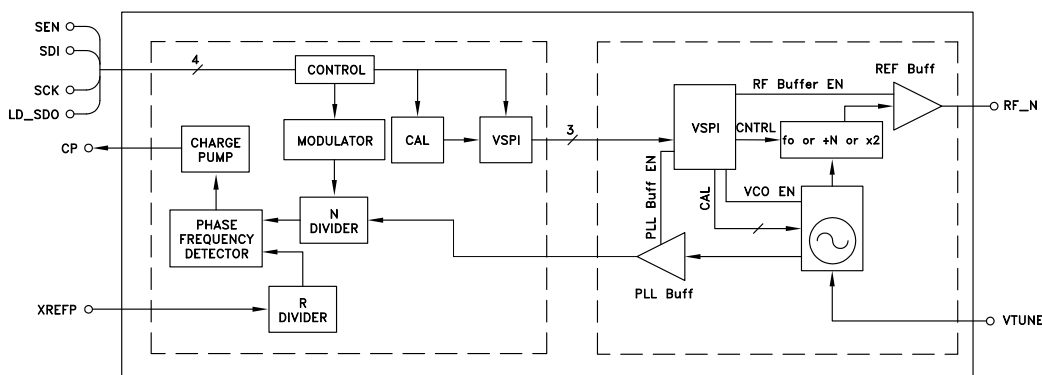 SEN
SDI
SCK
LD_SDO
CP
XREFP
4
CONTROL
MODULATOR
CAL
VSPI
CHARGE
PUMP
PHASE
FREQUENCY
DETECTOR
N
DIVIDER
R
DIVIDER
3
VSPI
RF Buffer EN
REF Buff
CNTRL
fo or +N or x2
RF_N
PLL Buff EN
CAL
VCO EN
PLL Buff
VTUNE